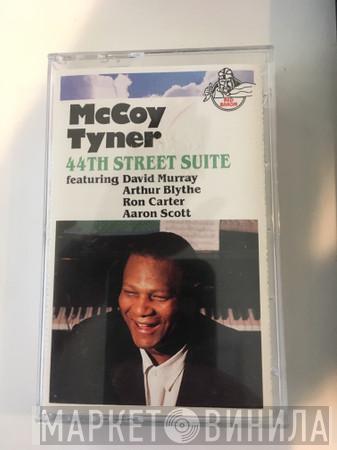 RED BARON
McCoy
Tyner
44TH STREET SUITE
featuring David Murray
Arthur Blythe
Ron Carter
Aaron Scott
МАРКЕТ ВИНИЛА